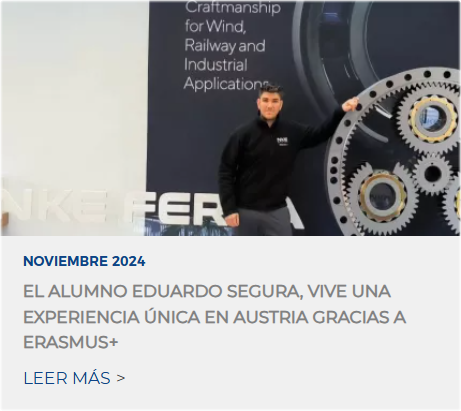 Craftmanship
for Wind,
Railway and
Industrial
Applications
NKE FER
NOVIEMBRE 2024
EL ALUMNO EDUARDO SEGURA, VIVE UNA
EXPERIENCIA ÚNICA EN AUSTRIA GRACIAS A
ERASMUS+
LEER MÁS >